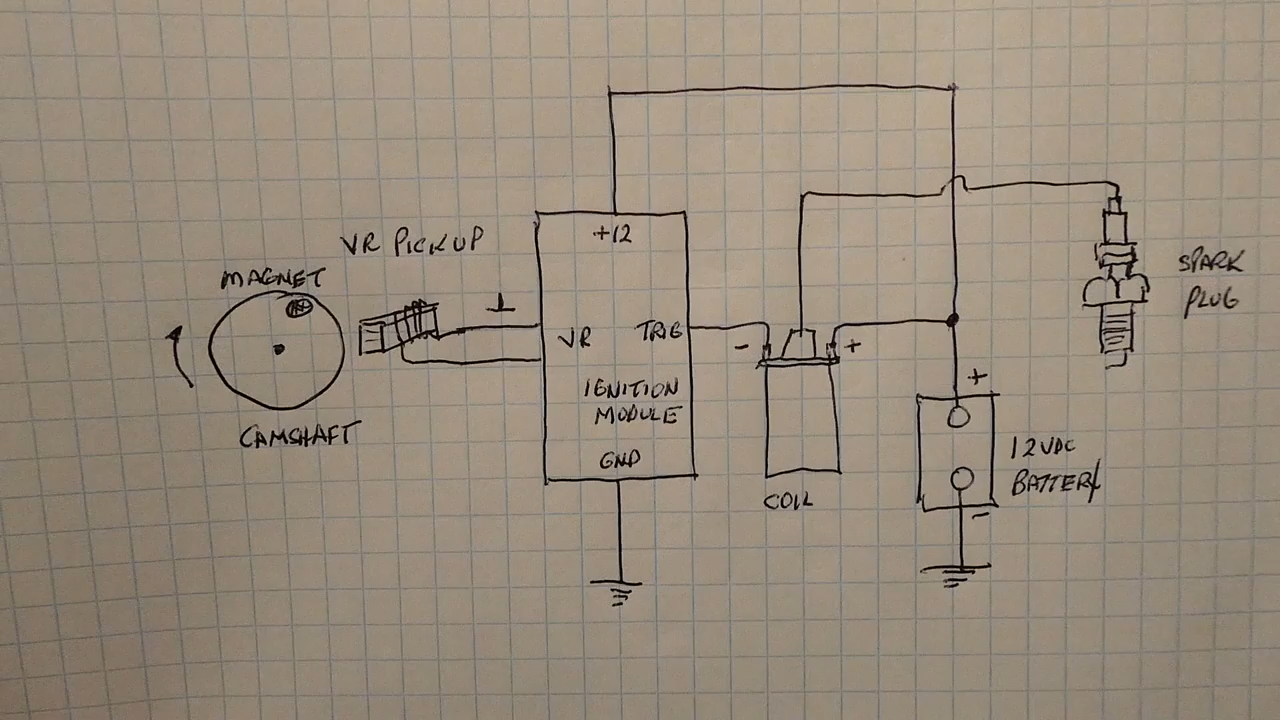 VR PICKUP
MAGNET
CAMSHAFT
+12
VR
TRIG
IGNITION
MODULE
GND
-
+
COIL
+
12VDC
BATTERY
-
SPARK
PLUG